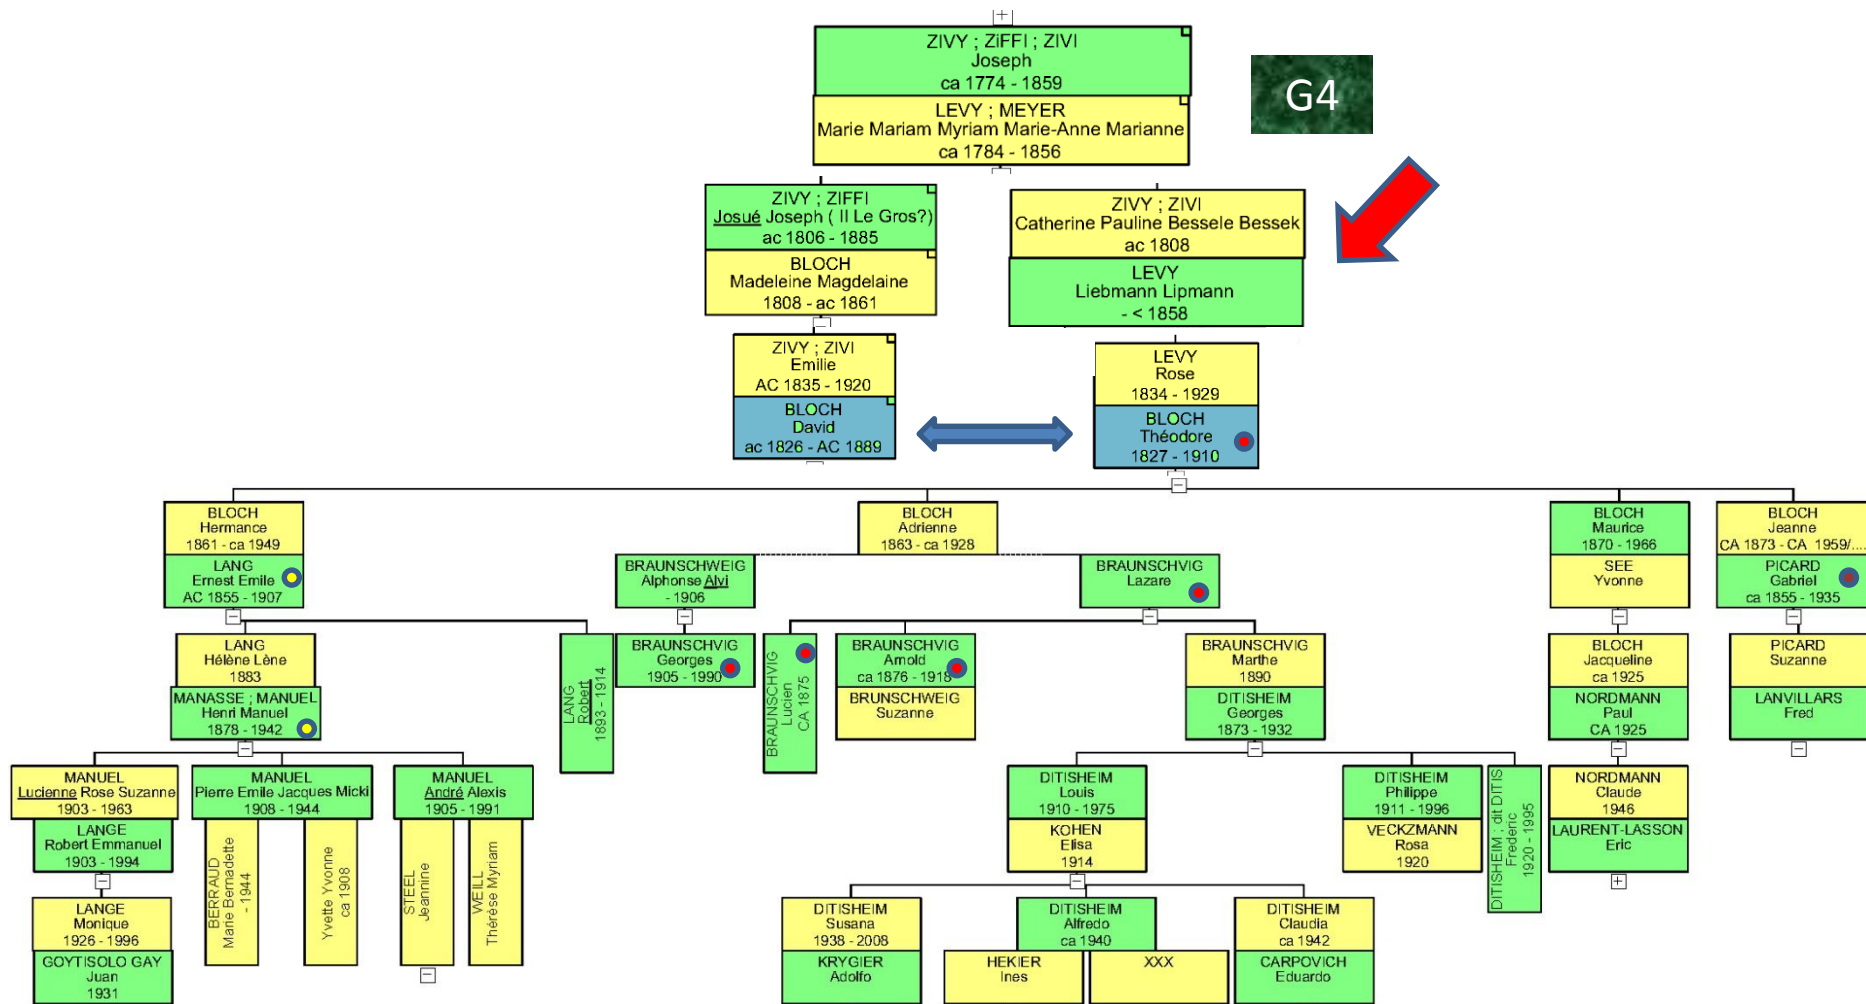 ZIVY ; ZiFFI ; ZIVI
Joseph
ca 1774 - 1859
LEVY ; MEYER
Marie Mariam Myriam Marie-Anne Marianne
ca 1784 - 1856
G4
ZIVY ; ZIFFI
Josué Joseph ( II Le Gros?)
ac 1806 - 1885
BLOCH
Madeleine Magdelaine
1808 - ac 1861
ZIVY ; ZIVI
Catherine Pauline Bessele Bessek
ac 1808
LEVY
Liebmann Lipmann
- < 1858
ZIVY ; ZIVI
Emilie
AC 1835 - 1920
BLOCH
David
ac 1826 - AC 1889
LEVY
Rose
1834 - 1929
BLOCH
Théodore
1827 - 1910
BLOCH
Hermance
1861 - ca 1949
LANG
Ernest Emile
AC 1855 - 1907
BLOCH
Adrienne
1863 - ca 1928
BRAUNSCHWEIG
Alphonse Alvi
- 1906
BRAUNSCHVIG
Lazare
BLOCH
Maurice
1870 - 1966
SEE
Yvonne
BLOCH
Jeanne
CA 1873 - CA 1959/....
PICARD
Gabriel
ca 1855 - 1935
LANG
Hélène Lène
1883
MANASSE ; MANUEL
Henri Manuel
1878 - 1942
LANG
Robert
1893 - 1914
BRAUNSCHVIG
Georges
1905 - 1990
BRAUNSCHVIG
Lucien
CA 1875
BRAUNSCHVIG
Arnold
ca 1876 - 1918
BRUNSCHWEIG
Suzanne
BRAUNSCHVIG
Marthe
1890
DITISHEIM
Georges
1873 - 1932
BLOCH
Jacqueline
ca 1925
NORDMANN
Paul
CA 1925
PICARD
Suzanne
LANVILLARS
Fred
MANUEL
Lucienne Rose Suzanne
1903 - 1963
LANGE
Robert Emmanuel
1903 - 1994
MANUEL
Pierre Emile Jacques Micki
1908 - 1944
BERRAUD
Marie Bernadette
- 1944
Yvette Yvonne
ca 1908
MANUEL
André Alexis
1905 - 1991
STEEL
Jeannine
WEILL
Thérèse Myriam
DITISHEIM
Louis
1910 - 1975
KOHEN
Elisa
1914
DITISHEIM
Philippe
1911 - 1996
VECKZMANN
Rosa
1920
DITISHEIM ; dit DITIS
Frederic
1920 - 1995
NORDMANN
Claude
1946
LAURENT-LASSON
Eric
LANGE
Monique
1926 - 1996
GOYTISOLO GAY
Juan
1931
DITISHEIM
Susana
1938 - 2008
KRYGIER
Adolfo
DITISHEIM
Alfredo
ca 1940
HEKIER
Ines
XXX
DITISHEIM
Claudia
ca 1942
CARPOVICH
Eduardo